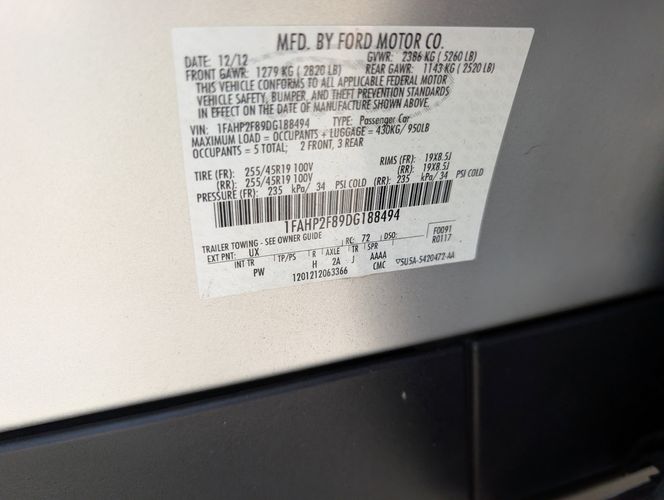 MFD. BY FORD MOTOR CO.
DATE: 12/12 GVWR: 2386 KG (5260 LB)
FRONT GAWR: 1279 KG (2820 LB) REAR GAWR: 1143 KG (2520 LB)
THIS VEHICLE CONFORMS TO ALL APPLICABLE FEDERAL MOTOR
VEHICLE SAFETY, BUMPER, AND THEFT PREVENTION STANDARDS
IN EFFECT ON THE DATE OF MANUFACTURE SHOWN ABOVE.
VIN: 1FAHP2F89DG188494 TYPE: Passenger Car
MAXIMUM LOAD = OCCUPANTS + LUGGAGE = 430KG/ 950LB
OCCUPANTS = 5 TOTAL; 2 FRONT, 3 REAR
TIRE (FR): 255/45R19 100V RIMS (FR): 19X8.5J
(RR): 255/45R19 100V (RR): 19X8.5J
PRESSURE (FR): 235 kPa/ 34 PSI COLD (RR): 235 kPa/ 34 PSI COLD
1FAHP2F89DG188494
TRAILER TOWING - SEE OWNER GUIDE F0091
EXT PNT: UX RC: 72 DSO: R0117
INT TR TP/PS R AXLE TR SPR
PW H 2A J AAAA CMC 5U5A-5420472-AA
1201212063366